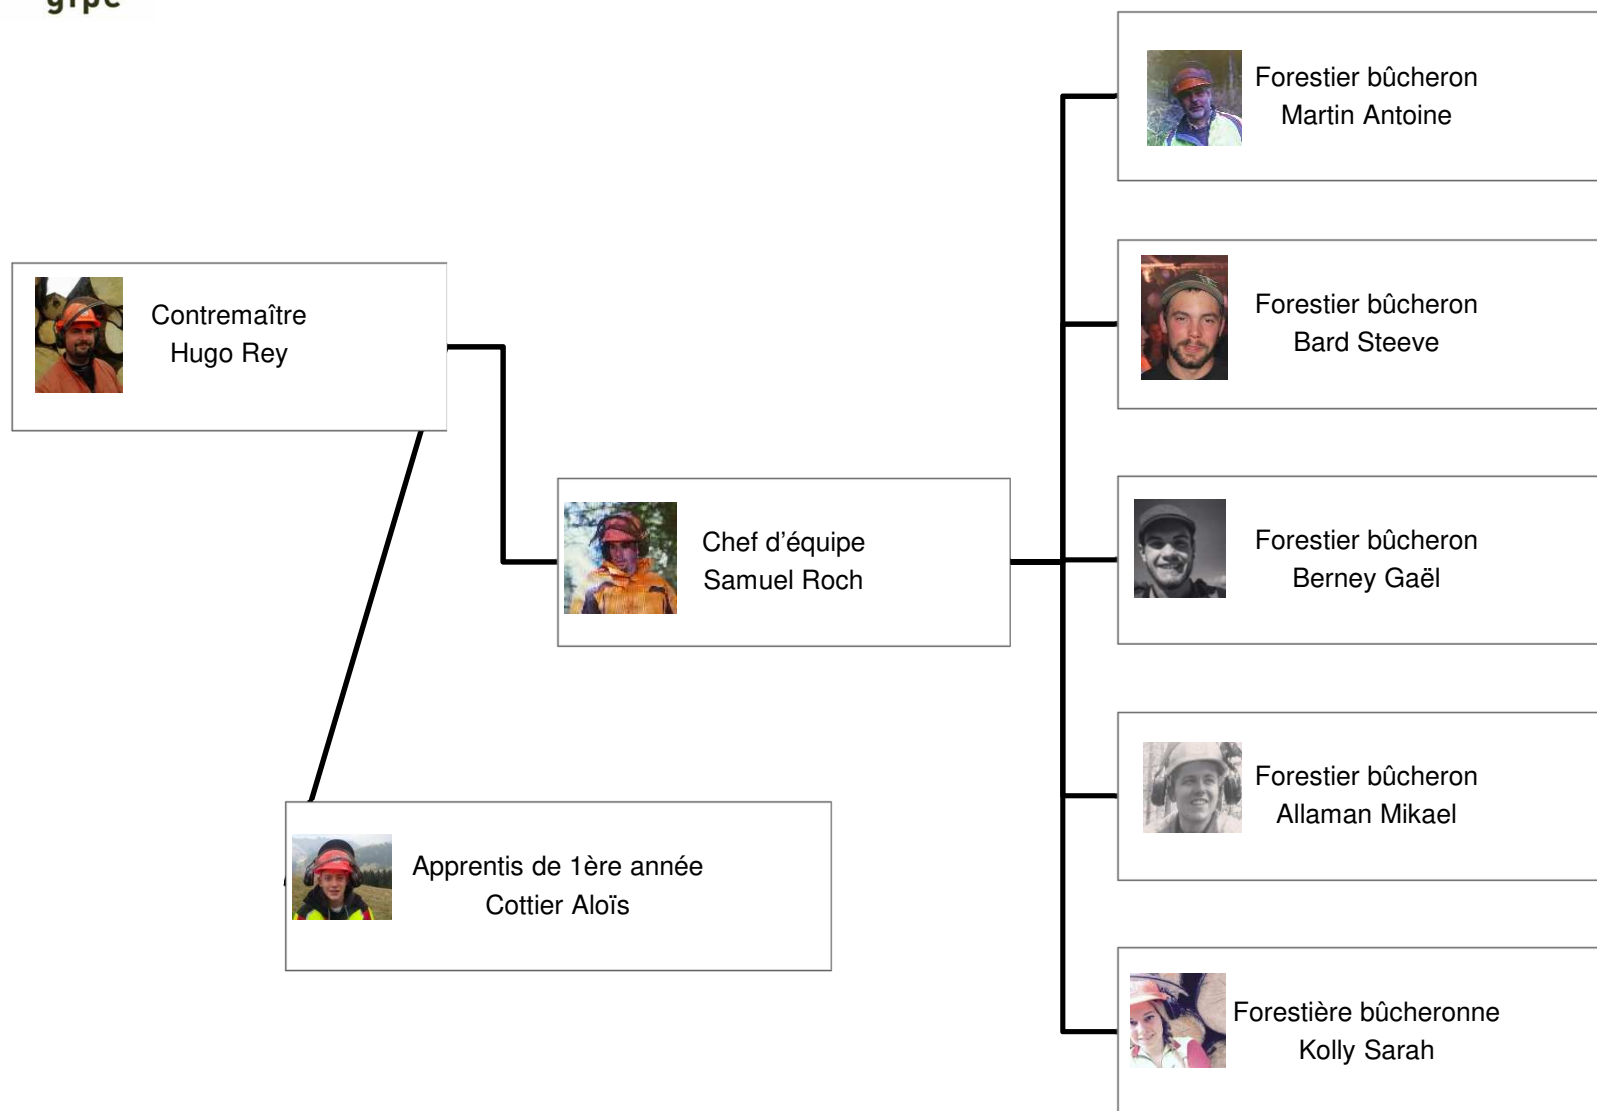 Forestier bûcheron
Martin Antoine
Contremaître
Hugo Rey
Forestier bûcheron
Bard Steeve
Chef d'équipe
Samuel Roch
Forestier bûcheron
Berney Gaël
Forestier bûcheron
Allaman Mikael
Apprentis de 1ère année
Cottier Aloïs
Forestière bûcheronne
Kolly Sarah